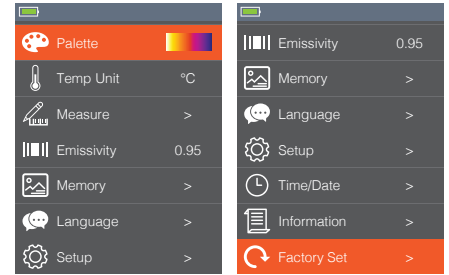 Palette
Temp Unit °C
Measure >
Emissivity 0.95
Memory >
Language >
Setup >
Emissivity 0.95
Memory >
Language >
Setup >
Time/Date >
Information >
Factory Set >